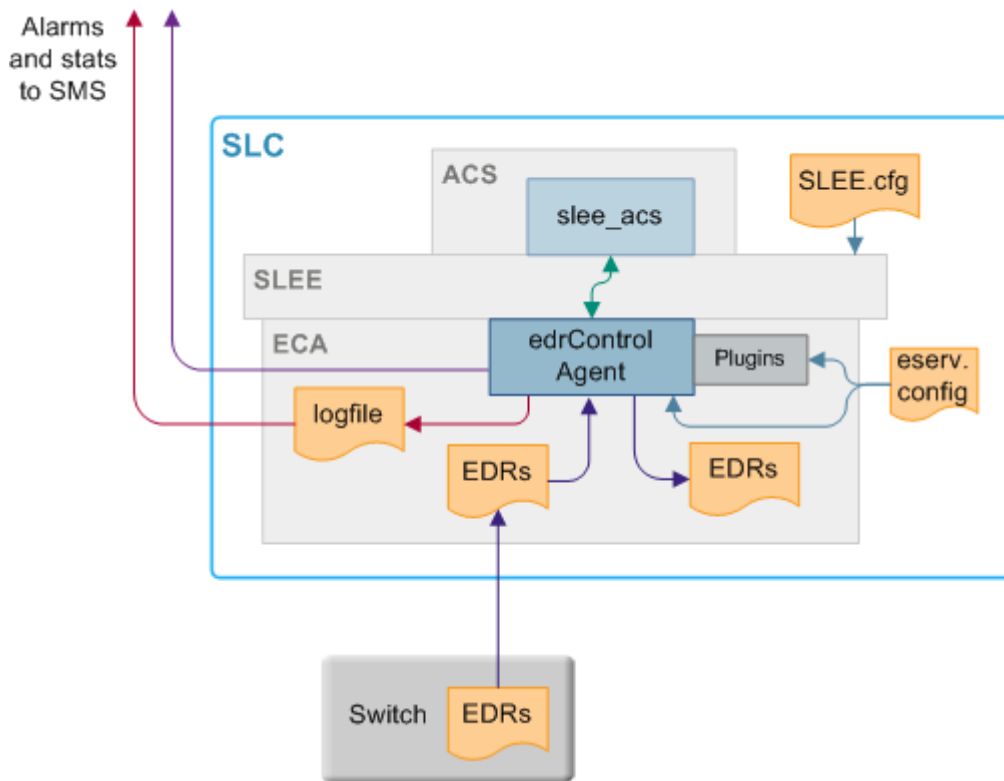 Alarms
and stats
to SMS
SLC
ACS
SLEE.cfg
slee_acs
SLEE
ECA
edrControl
Agent
Plugins
eserv.
config
logfile
EDRs
EDRs
Switch
EDRs